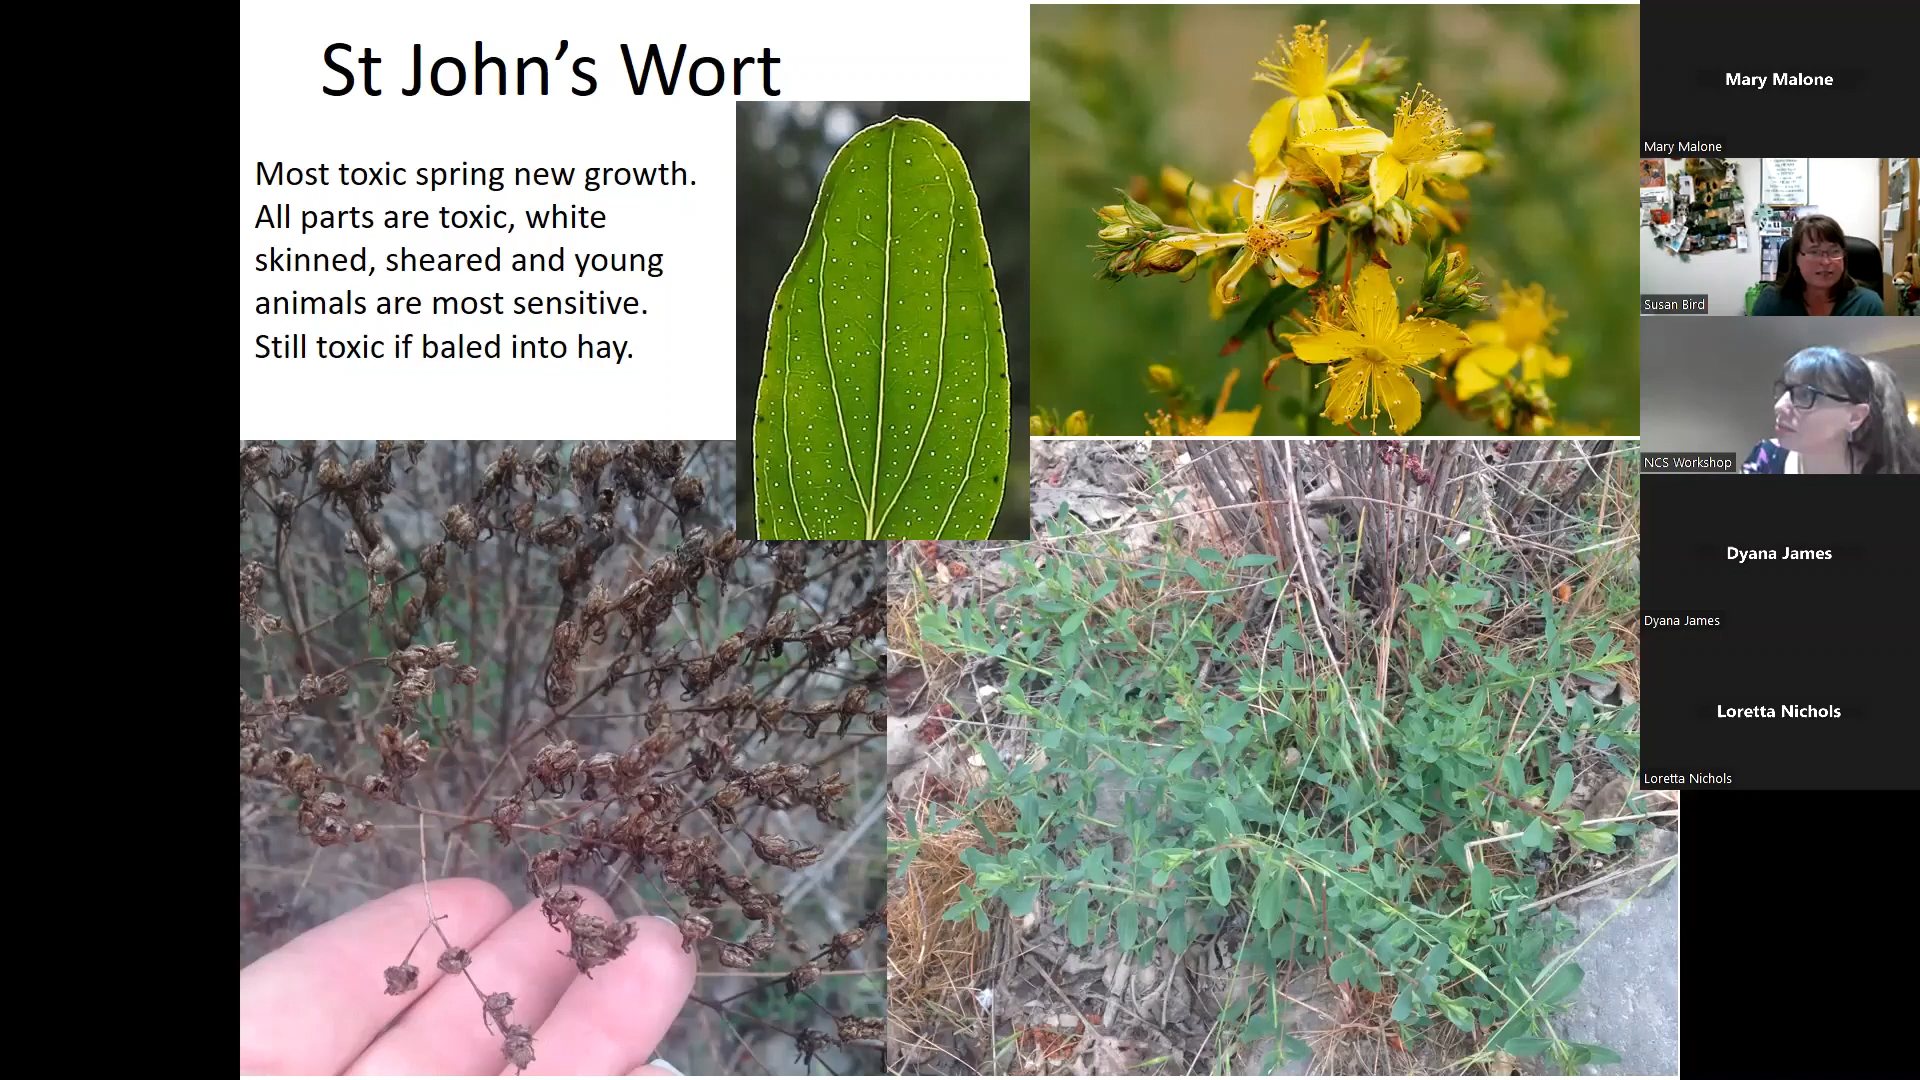 St John’s Wort
Most toxic spring new growth.
All parts are toxic, white
skinned, sheared and young
animals are most sensitive.
Still toxic if baled into hay.
Mary Malone
Mary Malone
Susan Bird
NCS Workshop
Dyana James
Dyana James
Loretta Nichols
Loretta Nichols